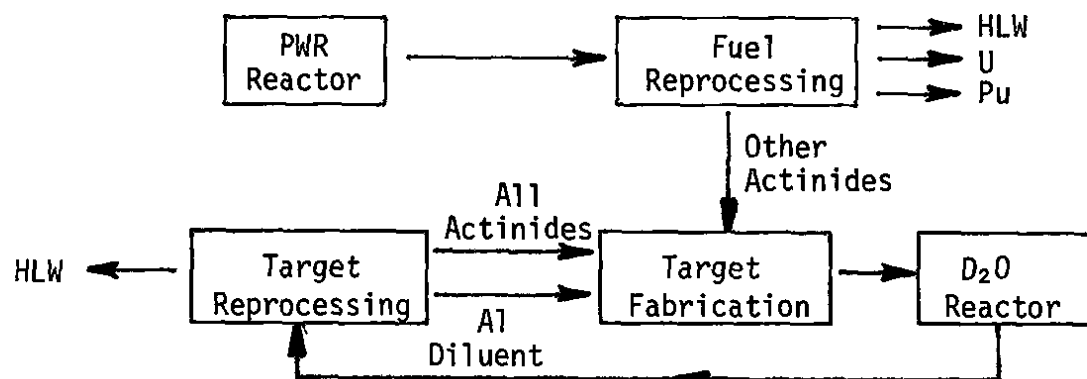 PWR
Reactor
Fuel
Reprocessing
HLW
U
Pu
Other
Actinides
All
Actinides
HLW
Target
Reprocessing
Al
Diluent
Target
Fabrication
D₂O
Reactor